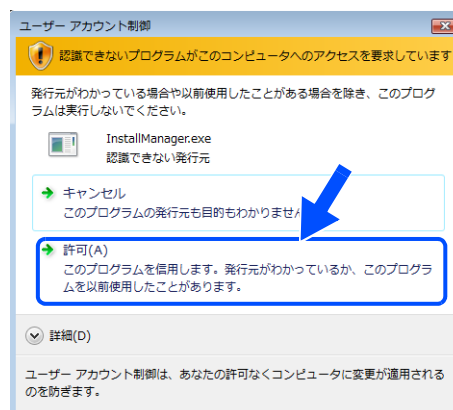 ユーザー アカウント制御
認識できないプログラムがこのコンピュータへのアクセスを要求しています
発行元がわかっている場合や以前使用したことがある場合を除き、このプログ
ラムは実行しないでください。
InstallManager.exe
認識できない発行元
キャンセル
このプログラムの発行元も目的もわかりません
許可(A)
このプログラムを信用します。発行元がわかっているか、このプログラ
ムを以前使用したことがあります。
詳細(D)
ユーザー アカウント制御は、あなたの許可なくコンピュータに変更が適用される
のを防ぎます。